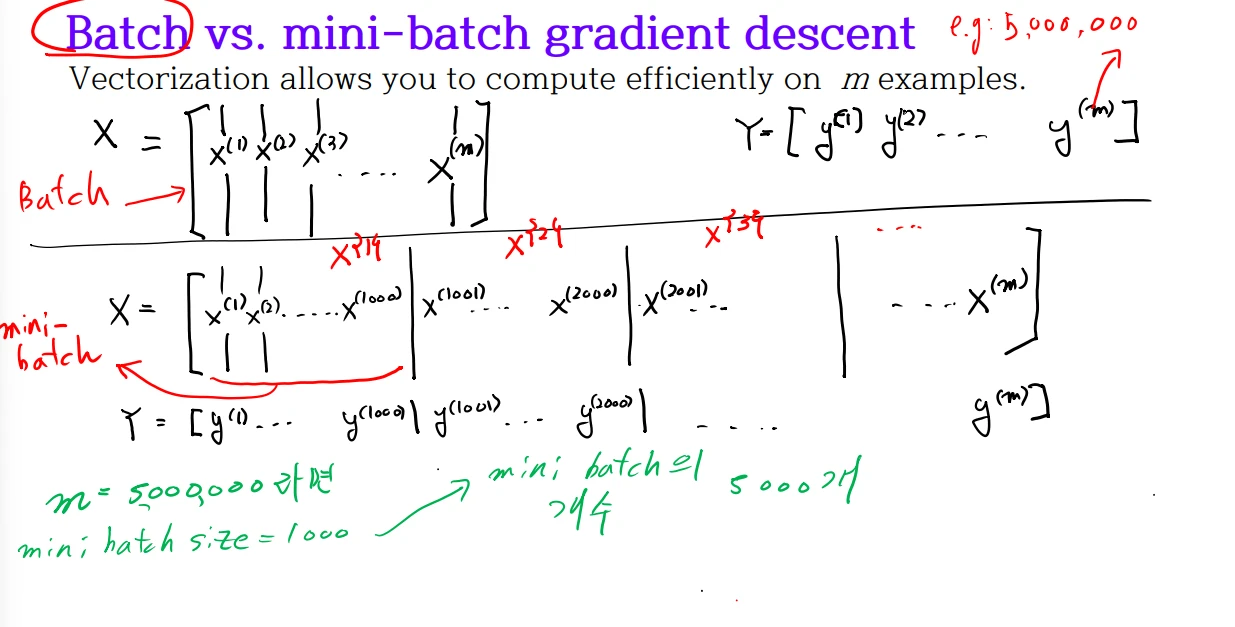 Batch vs. mini-batch gradient descent e.g: 5,000,000
Vectorization allows you to compute efficiently on m examples.
X = [x(1) x(2) x(3) .... x(m)] Y = [y(1) y(2) .... y(m)]
Batch
X{1} X{2} X{3} ....
X = [x(1) x(2) ...... x(1000) | x(1001) .... x(2000) | x(2001) ... | ... x(m)]
mini-
batch
Y = [y(1) ... y(1000) | y(1001) ... y(2000) | ..... y(m)]
m = 5,000,000 라면
mini batch size = 1000
mini batch의 5000개
개수